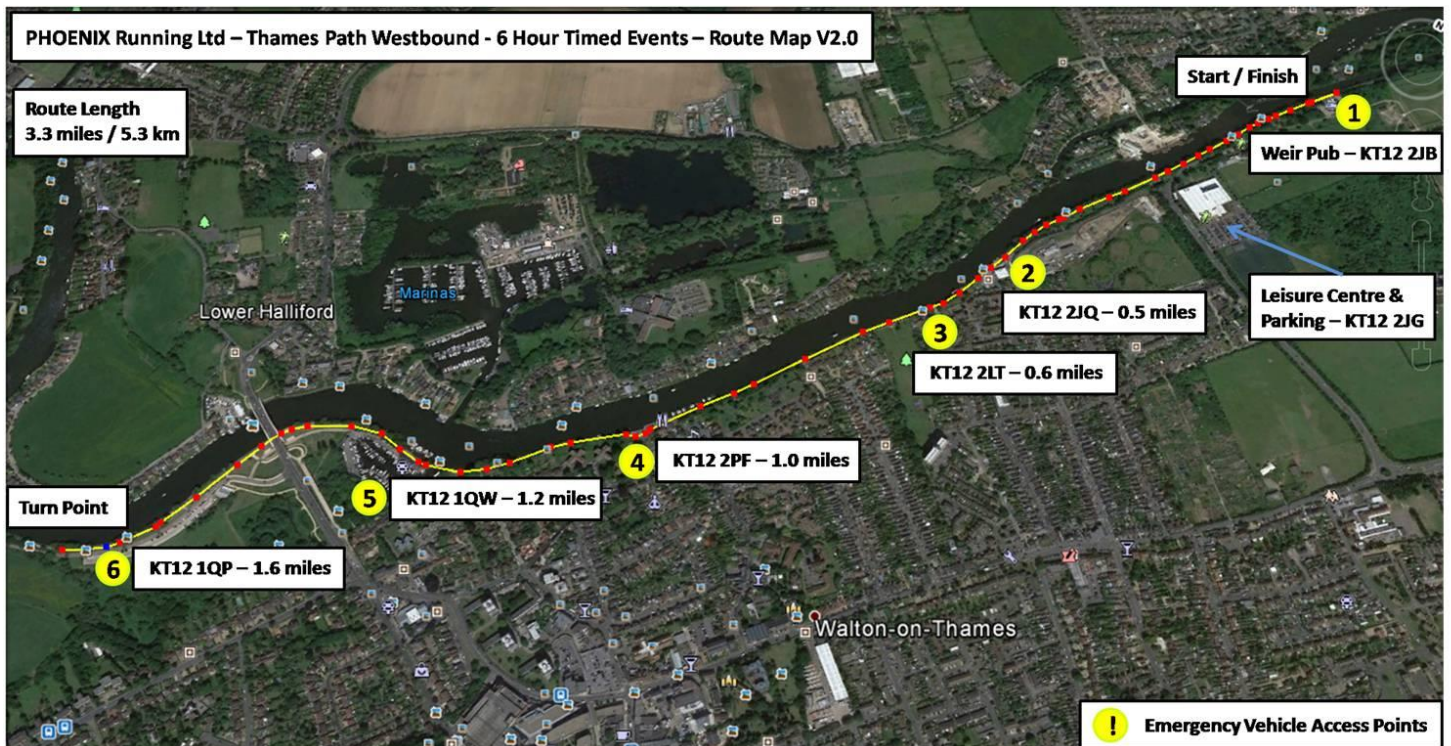 PHOENIX Running Ltd – Thames Path Westbound - 6 Hour Timed Events – Route Map V2.0
Route Length
3.3 miles / 5.3 km
Start / Finish
1
Weir Pub – KT12 2JB
2
KT12 2JQ – 0.5 miles
Leisure Centre &
Parking – KT12 2JG
Marinas
Lower Halliford
3
KT12 2LT – 0.6 miles
4
KT12 2PF – 1.0 miles
5
KT12 1QW – 1.2 miles
Turn Point
6
KT12 1QP – 1.6 miles
Walton-on-Thames
! Emergency Vehicle Access Points